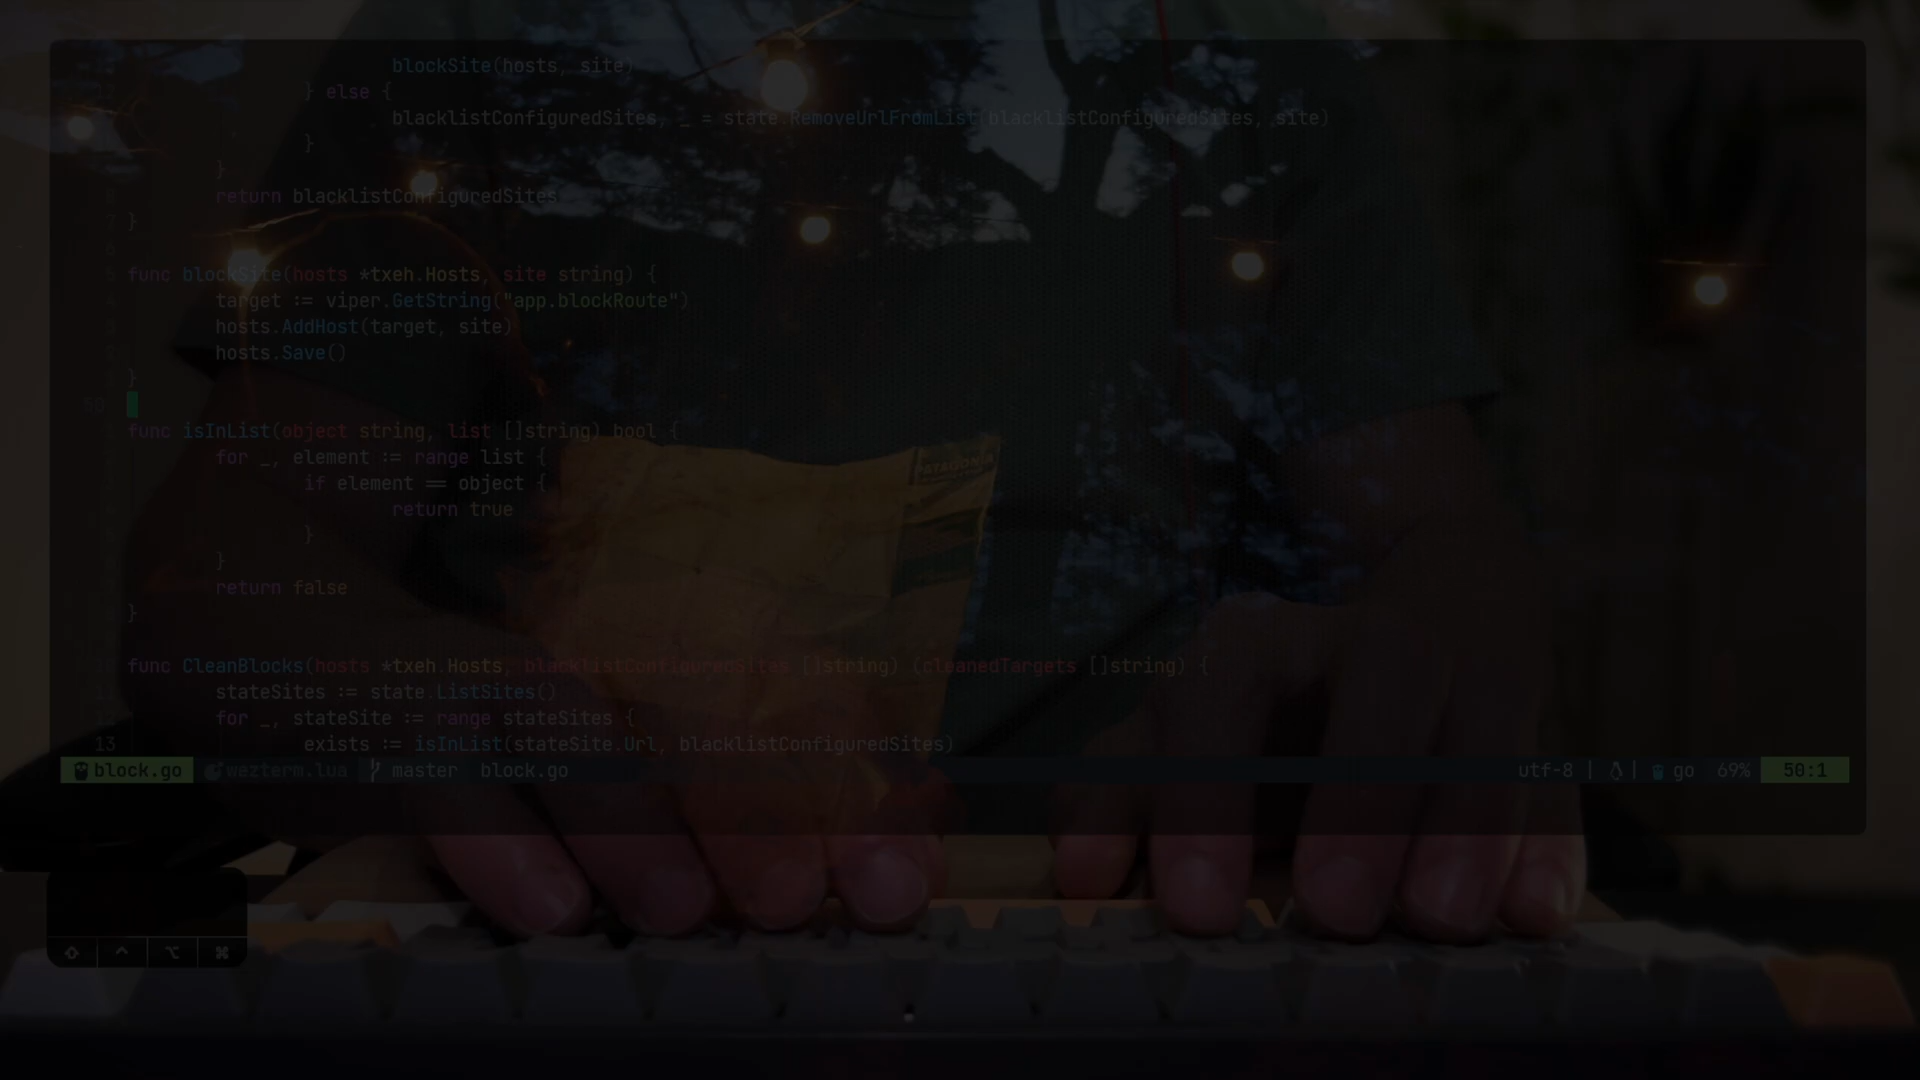 blockSite(hosts, site)
} else {
blacklistConfiguredSites, _ = state.RemoveUrlFromList(blacklistConfiguredSites, site)
}
}
return blacklistConfiguredSites
7 }
6
5 func blockSite(hosts *txeh.Hosts, site string) {
target := viper.GetString("app.blockRoute")
hosts.AddHost(target, site)
hosts.Save()
}
50
func isInList(object string, list []string) bool {
for _, element := range list {
if element == object {
return true
}
}
return false
}
func CleanBlocks(hosts *txeh.Hosts, blacklistConfiguredSites []string) (cleanedTargets []string) {
stateSites := state.ListSites()
for _, stateSite := range stateSites {
13 exists := isInList(stateSite.Url, blacklistConfiguredSites)
block.go wezterm.lua master block.go utf-8 | | go 69% 50:1
PATAGONIA